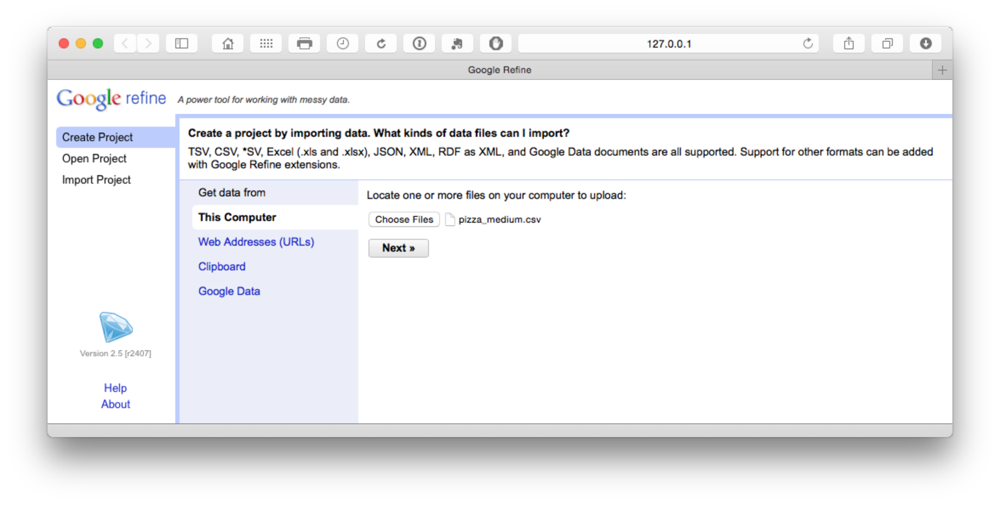 127.0.0.1
Google Refine
Google refine A power tool for working with messy data.
Create Project
Open Project
Import Project
Create a project by importing data. What kinds of data files can I import?
TSV, CSV, *SV, Excel (.xls and .xlsx), JSON, XML, RDF as XML, and Google Data documents are all supported. Support for other formats can be added
with Google Refine extensions.
Get data from
This Computer
Web Addresses (URLs)
Clipboard
Google Data
Locate one or more files on your computer to upload:
Choose Files pizza_medium.csv
Next »
Version 2.5 [r2407]
Help
About